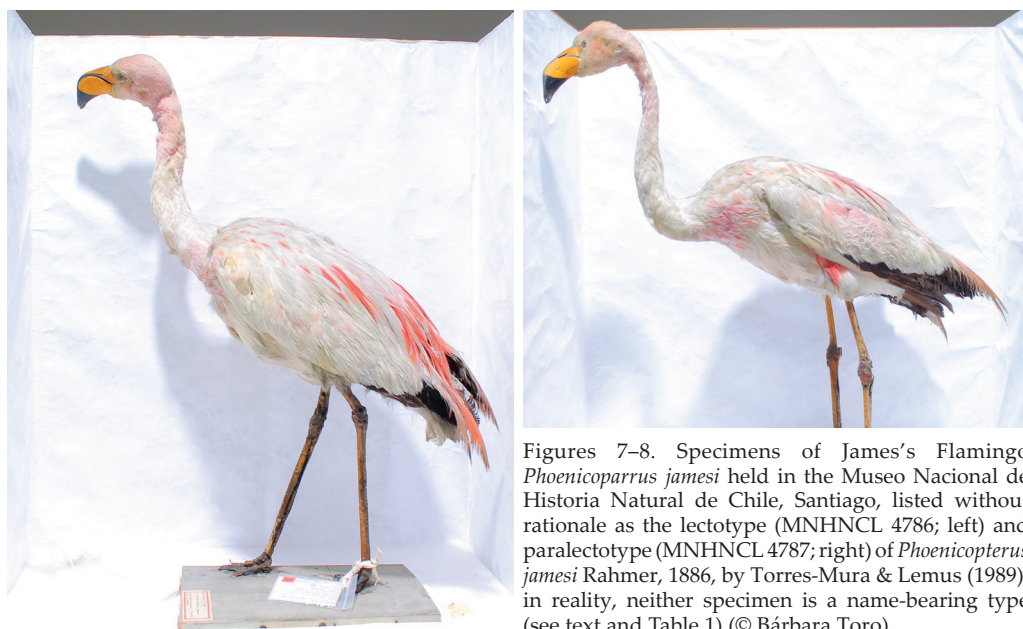 Figures 7–8. Specimens of James's Flamingo
Phoenicoparrus jamesi held in the Museo Nacional de
Historia Natural de Chile, Santiago, listed without
rationale as the lectotype (MNHNCL 4786; left) and
paralectotype (MNHNCL 4787; right) of Phoenicopterus
jamesi Rahmer, 1886, by Torres-Mura & Lemus (1989)
in reality, neither specimen is a name-bearing type
(see text and Table 1) (© Bárbara Toro)